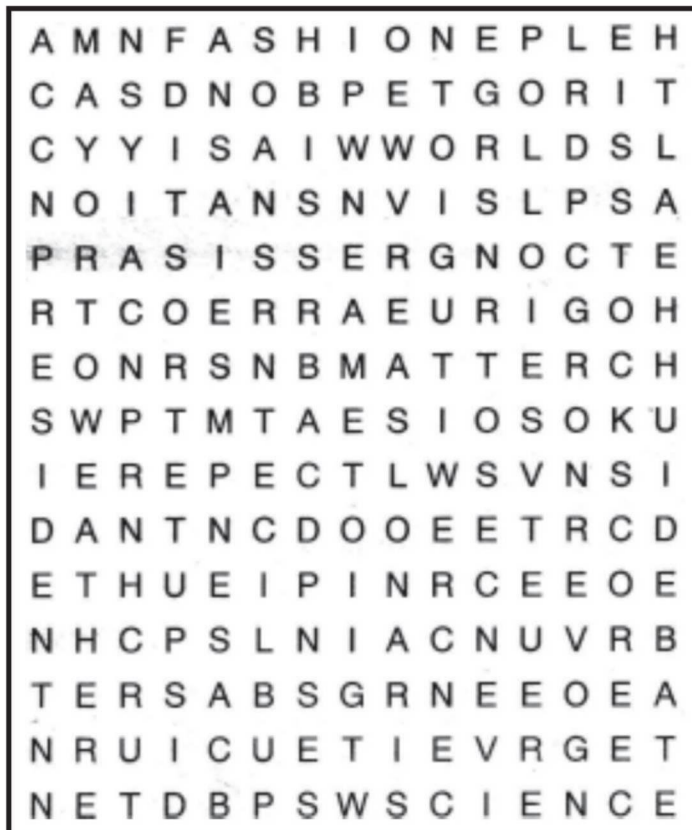 A M N F A S H I O N E P L E H
C A S D N O B P E T G O R I T
C Y Y I S A I W W O R L D S L
N O I T A N S N V I S L P S A
P R A S I S S E R G N O C T E
R T C O E R R A E U R I G O H
E O N R S N B M A T T E R C H
S W P T M T A E S I O S O K U
I E R E P E C T L W S V N S I
D A N T N C D O O E E T R C D
E T H U E I P I N R C E E O E
N H C P S L N I A C N U V R B
T E R S A B S G R N E E O E A
N R U I C U E T I E V R G E T
N E T D B P S W S C I E N C E